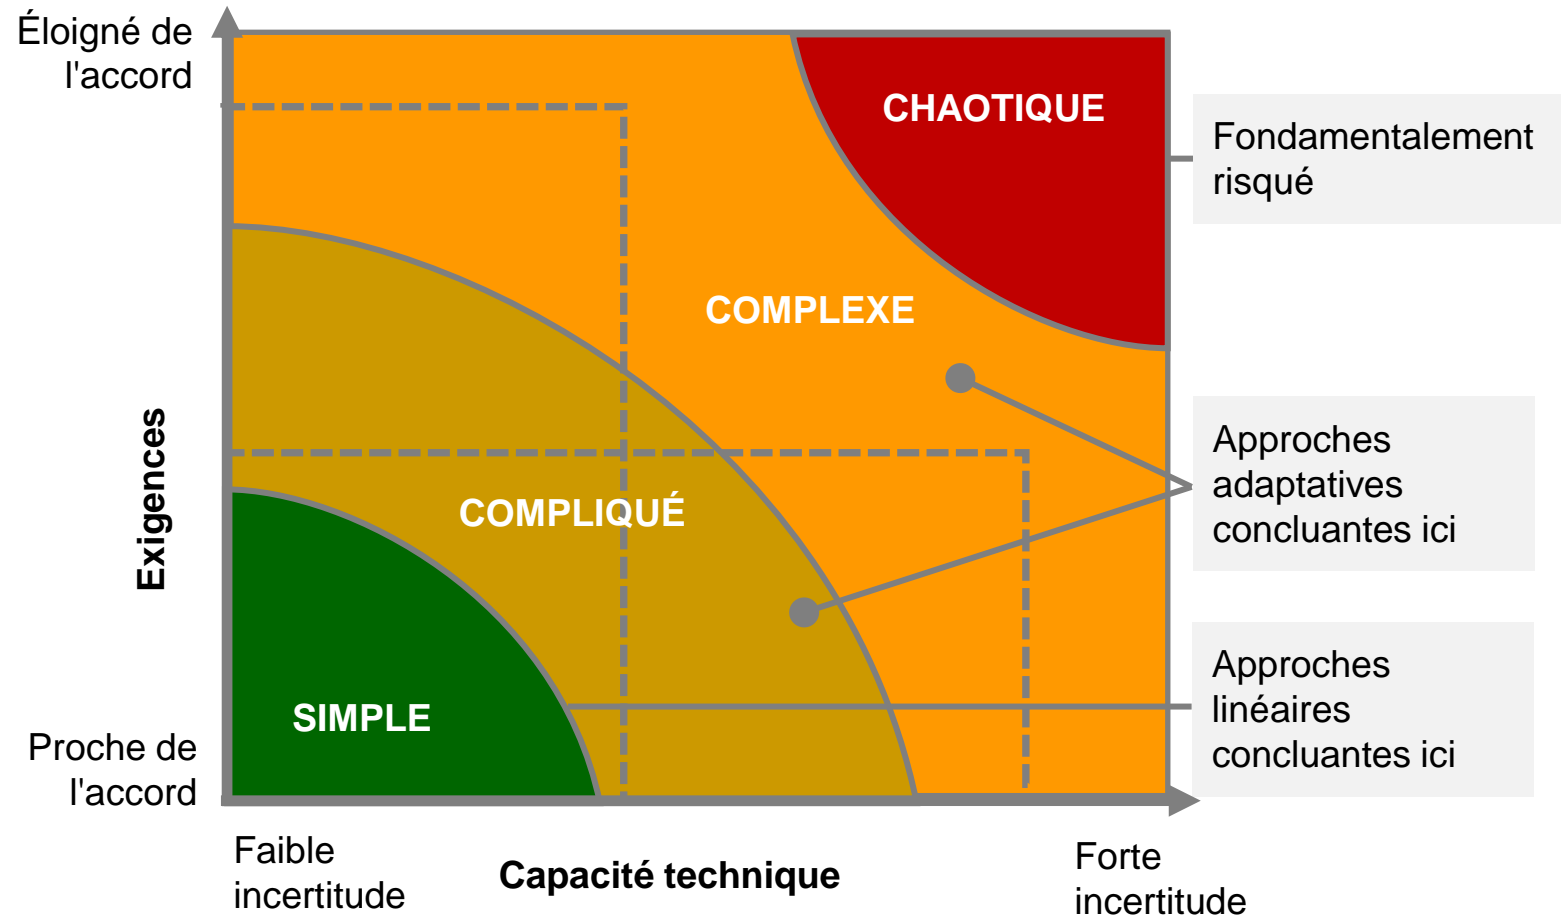 Éloigné de
l'accord
CHAOTIQUE
Fondamentalement
risqué
COMPLEXE
Exigences
Approches
adaptatives
concluantes ici
COMPLIQUÉ
Approches
linéaires
concluantes ici
SIMPLE
Proche de
l'accord
Faible
incertitude
Capacité technique
Forte
incertitude